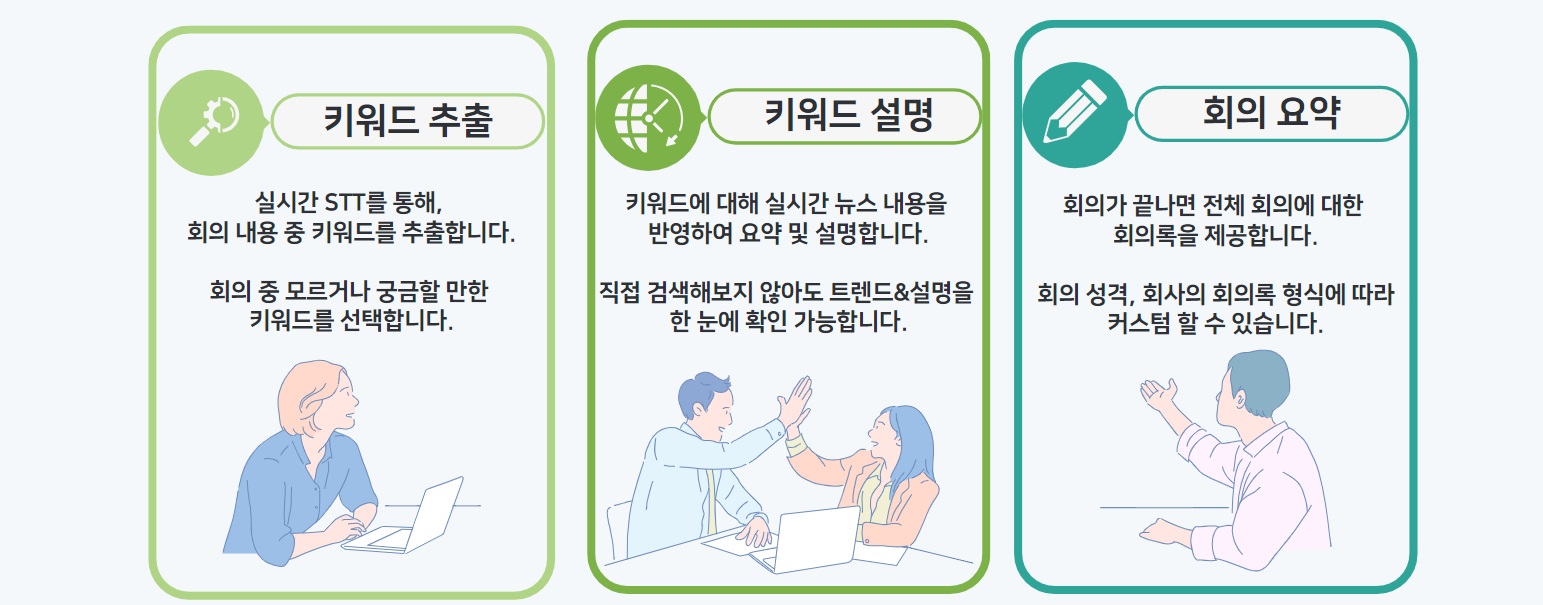 키워드 추출
실시간 STT를 통해,
회의 내용 중 키워드를 추출합니다.
회의 중 모르거나 궁금할 만한
키워드를 선택합니다.
키워드 설명
키워드에 대해 실시간 뉴스 내용을
반영하여 요약 및 설명합니다.
직접 검색해보지 않아도 트렌드&설명을
한 눈에 확인 가능합니다.
회의 요약
회의가 끝나면 전체 회의에 대한
회의록을 제공합니다.
회의 성격, 회사의 회의록 형식에 따라
커스텀 할 수 있습니다.